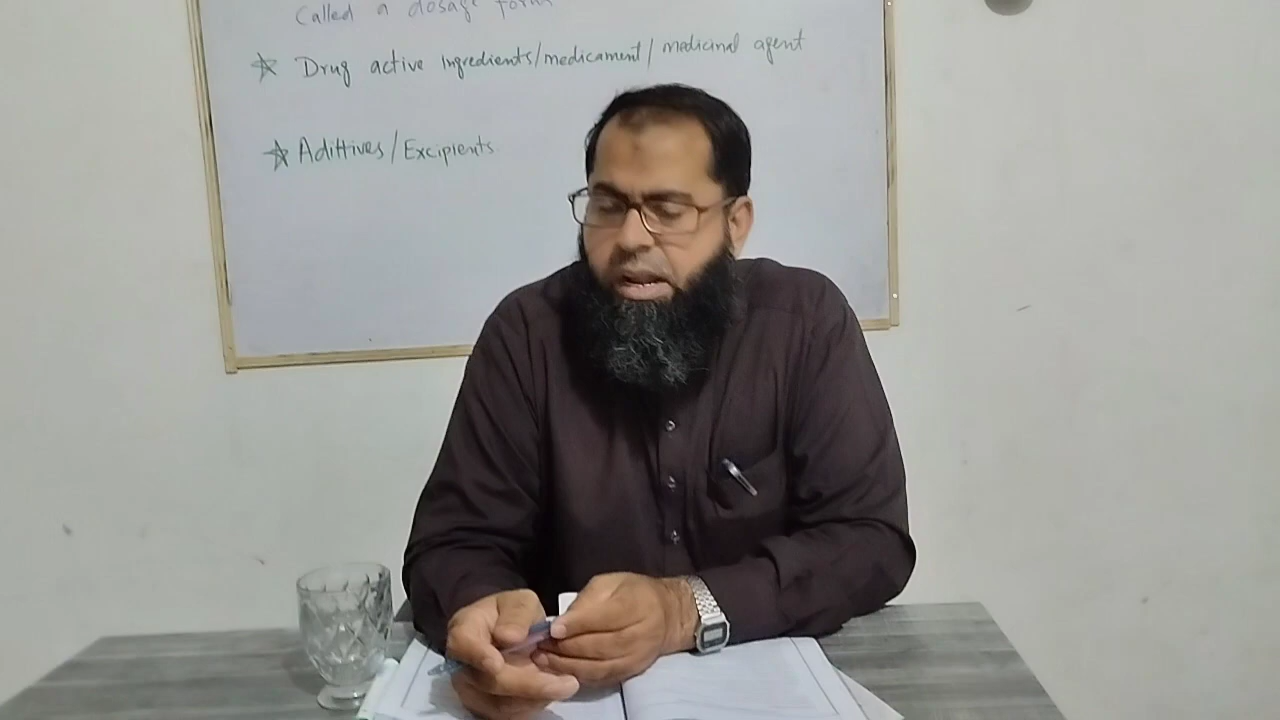 Called a dosage form
☆ Drug active ingredients/medicament/medicinal agent
☆ Adittives/Excipients